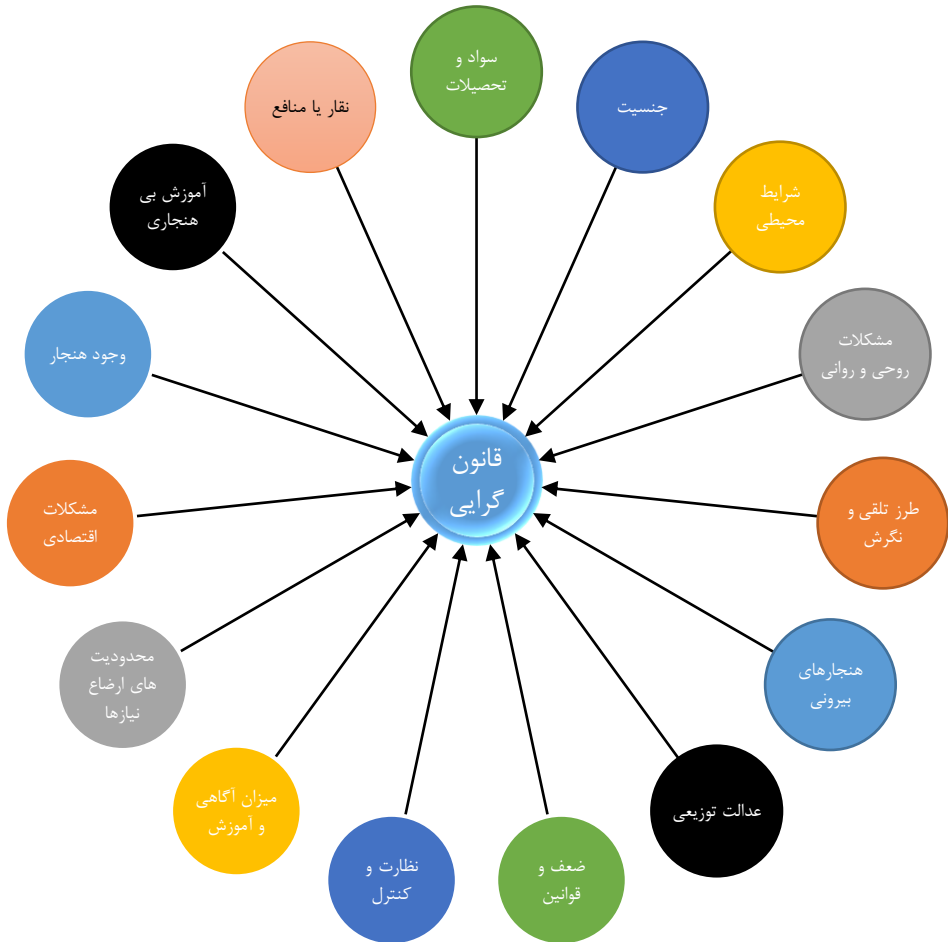 سواد و
تحصیلات
جنسیت
شرایط
محیطی
مشکلات
روحی و روانی
طرز تلقی و
نگرش
هنجارهای
بیرونی
عدالت توزیعی
ضعف و
قوانین
نظارت و
کنترل
میزان آگاهی
و آموزش
محدودیت
های ارضاع
نیازها
مشکلات
اقتصادی
وجود هنجار
آموزش بی
هنجاری
نقار یا منافع
قانون
گرایی